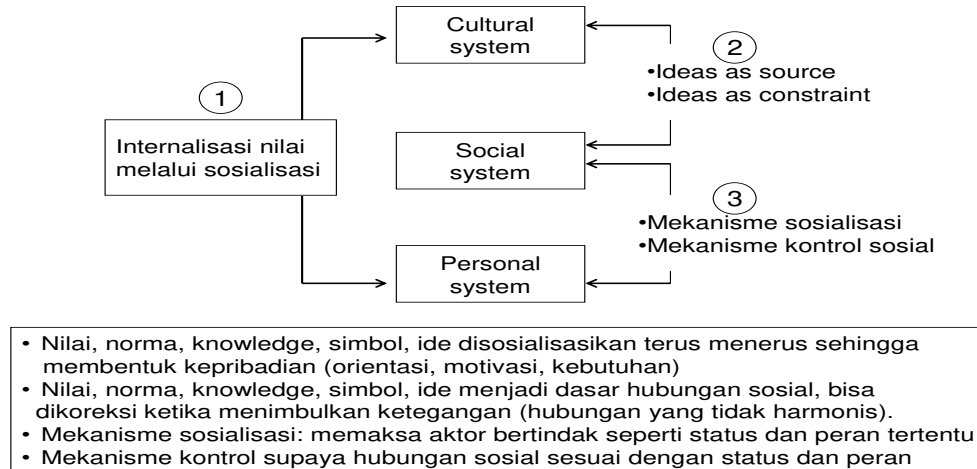 Cultural
system
2
•Ideas as source
•Ideas as constraint
1
Internalisasi nilai
melalui sosialisasi
Social
system
3
•Mekanisme sosialisasi
•Mekanisme kontrol sosial
Personal
system
• Nilai, norma, knowledge, simbol, ide disosialisasikan terus menerus sehingga
membentuk kepribadian (orientasi, motivasi, kebutuhan)
• Nilai, norma, knowledge, simbol, ide menjadi dasar hubungan sosial, bisa
dikoreksi ketika menimbulkan ketegangan (hubungan yang tidak harmonis).
• Mekanisme sosialisasi: memaksa aktor bertindak seperti status dan peran tertentu
• Mekanisme kontrol supaya hubungan sosial sesuai dengan status dan peran